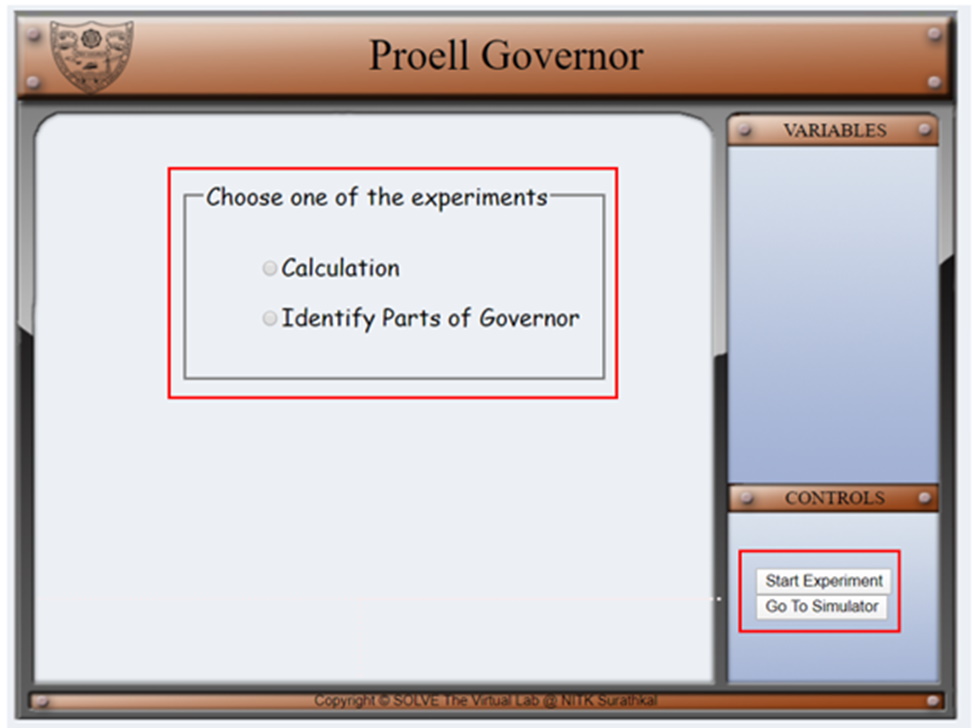 Proell Governor
Choose one of the experiments
Calculation
Identify Parts of Governor
VARIABLES
CONTROLS
Start Experiment
Go To Simulator
Copyright © SOLVE The Virtual Lab @ NITK Surathkal